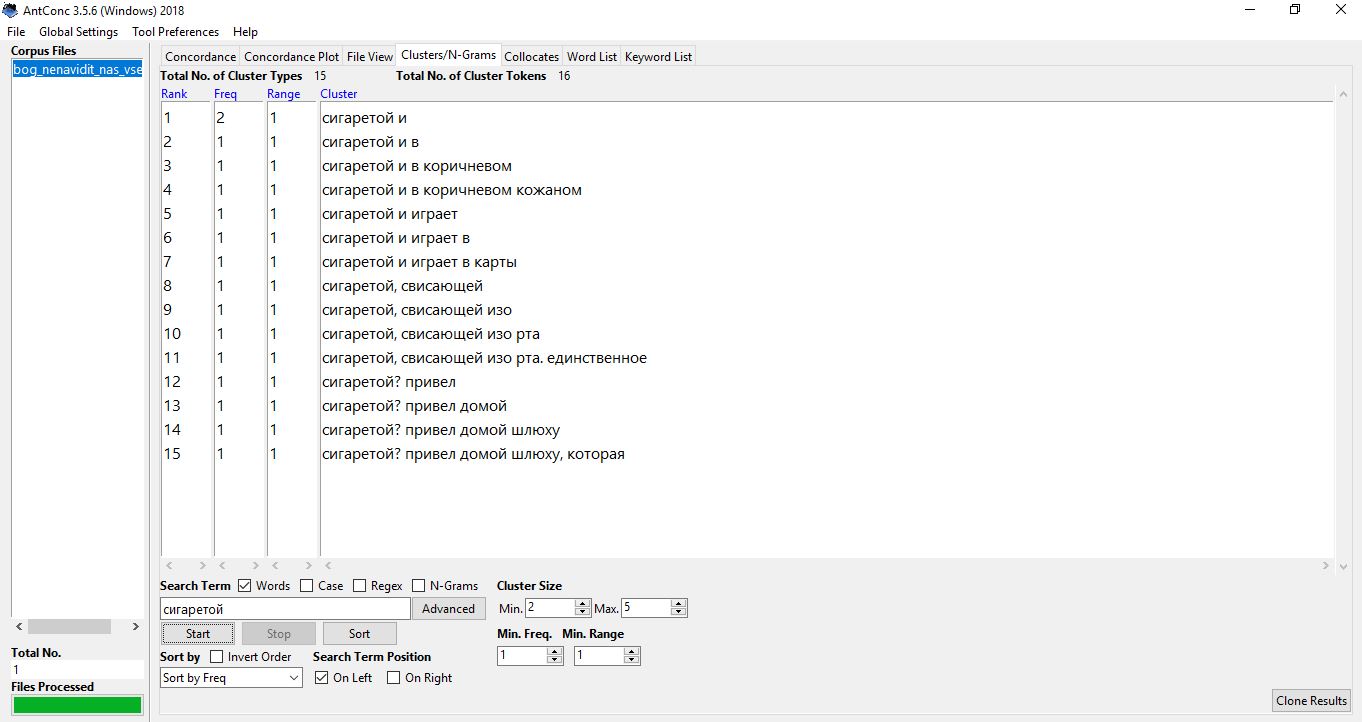 AntConc 3.5.6 (Windows) 2018
File Global Settings Tool Preferences Help
Corpus Files
bog_nenavidit_nas_vse
Concordance Concordance Plot File View Clusters/N-Grams Collocates Word List Keyword List
Total No. of Cluster Types 15 Total No. of Cluster Tokens 16
Rank Freq Range Cluster
1 2 1 сигаретой и
2 1 1 сигаретой и в
3 1 1 сигаретой и в коричневом
4 1 1 сигаретой и в коричневом кожаном
5 1 1 сигаретой и играет
6 1 1 сигаретой и играет в
7 1 1 сигаретой и играет в карты
8 1 1 сигаретой, свисающей
9 1 1 сигаретой, свисающей изо
10 1 1 сигаретой, свисающей изо рта
11 1 1 сигаретой, свисающей изо рта. единственное
12 1 1 сигаретой? привел
13 1 1 сигаретой? привел домой
14 1 1 сигаретой? привел домой шлюху
15 1 1 сигаретой? привел домой шлюху, которая
Search Term Words Case Regex N-Grams Cluster Size
сигаретой Advanced Min. 2 Max. 5
Start Stop Sort Min. Freq. Min. Range
1 1
Sort by Invert Order Search Term Position
Sort by Freq On Left On Right
Total No.
1
Files Processed
Clone Results